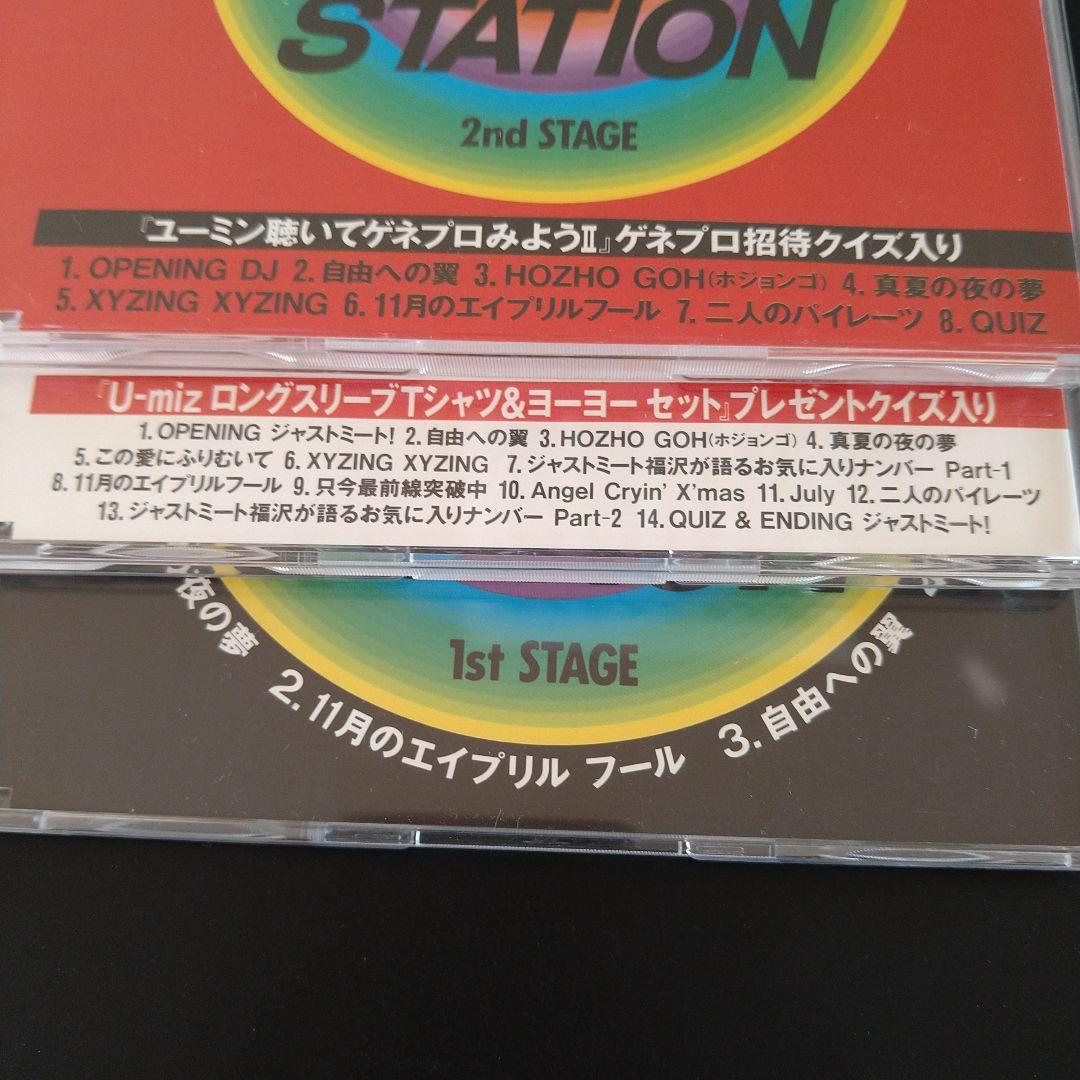 STATION
2nd STAGE
『ユーミン聴いてゲネプロみようⅡ』ゲネプロ招待クイズ入り
1. OPENING DJ 2. 自由への翼 3. HOZHO GOH(ホジョンゴ) 4. 真夏の夜の夢
5. XYZING XYZING 6. 11月のエイプリルフール 7. 二人のパイレーツ 8. QUIZ
『U-miz ロングスリーブTシャツ&ヨーヨー セット』プレゼントクイズ入り
1. OPENING ジャストミート! 2. 自由への翼 3. HOZHO GOH(ホジョンゴ) 4. 真夏の夜の夢
5. この愛にふりむいて 6. XYZING XYZING 7. ジャストミート福沢が語るお気に入りナンバー Part-1
8. 11月のエイプリルフール 9. 只今最前線突破中 10. Angel Cryin' X'mas 11. July 12. 二人のパイレーツ
13. ジャストミート福沢が語るお気に入りナンバー Part-2 14. QUIZ & ENDING ジャストミート!
1st STAGE
夜の夢 2. 11月のエイプリル フール 3. 自由への翼